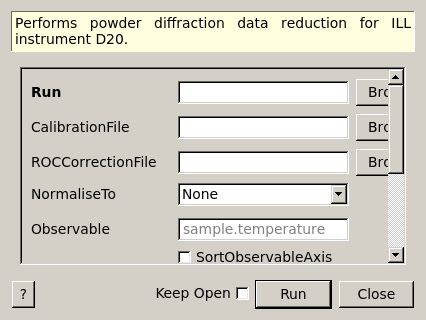 Performs powder diffraction data reduction for ILL
instrument D20.
Run
Bro
CalibrationFile
Bro
ROCCorrectionFile
Bro
NormaliseTo None
Observable sample.temperature
SortObservableAxis
? Keep Open Run Close